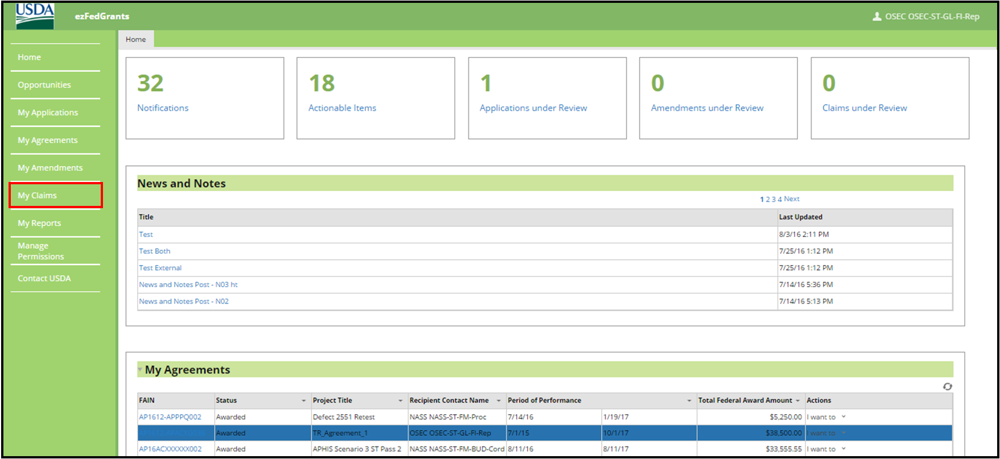 USDA
ezFedGrants
OSEC OSEC-ST-GL-FI-Rep
Home
Home
Opportunities
My Applications
My Agreements
My Amendments
My Claims
My Reports
Manage
Permissions
Contact USDA
32
Notifications
18
Actionable Items
1
Applications under Review
0
Amendments under Review
0
Claims under Review
News and Notes
1 2 3 4 Next
Title Last Updated
Test 8/3/16 2:11 PM
Test Both 7/25/16 1:12 PM
Test External 7/25/16 1:12 PM
News and Notes Post - N03 ht 7/14/16 5:36 PM
News and Notes Post - N02 7/14/16 5:13 PM
My Agreements
FAIN Status Project Title Recipient Contact Name Period of Performance Total Federal Award Amount Actions
AP1612-APPPQ002 Awarded Defect 2551 Retest NASS NASS-ST-FM-Proc 7/14/16 1/19/17 $5,250.00 I want to
Awarded TR_Agreement_1 OSEC OSEC-ST-GL-FI-Rep 7/1/15 10/1/17 $38,500.00 I want to
AP16ACXXXXXX002 Awarded APHIS Scenario 3 ST Pass 2 NASS NASS-ST-FM-BUD-Cord 8/11/16 8/11/17 $33,555.55 I want to